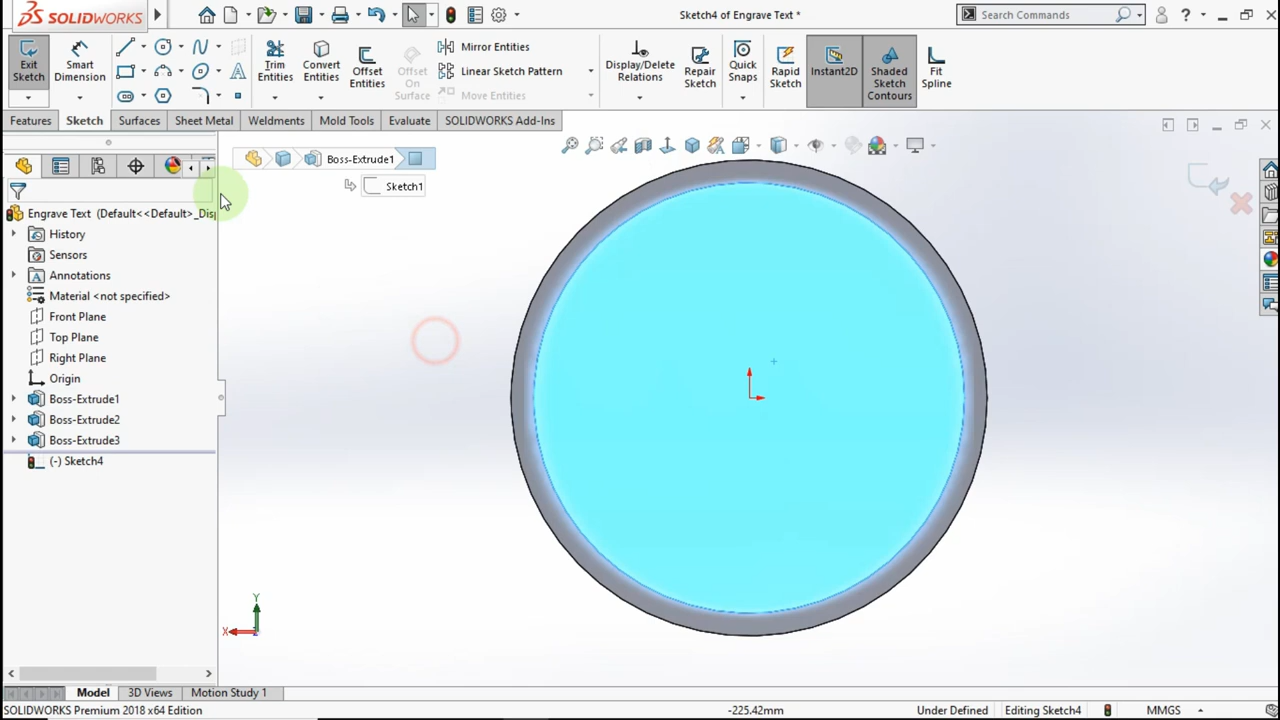 SOLIDWORKS
Sketch4 of Engrave Text *
Search Commands
?
Exit Sketch
Smart Dimension
Trim Entities
Convert Entities
Offset Entities
Offset On Surface
Mirror Entities
Linear Sketch Pattern
Move Entities
Display/Delete Relations
Repair Sketch
Quick Snaps
Rapid Sketch
Instant2D
Shaded Sketch Contours
Fit Spline
Features
Sketch
Surfaces
Sheet Metal
Weldments
Mold Tools
Evaluate
SOLIDWORKS Add-Ins
Boss-Extrude1
Sketch1
Engrave Text (Default<<Default>_Disp
History
Sensors
Annotations
Material <not specified>
Front Plane
Top Plane
Right Plane
Origin
Boss-Extrude1
Boss-Extrude2
Boss-Extrude3
(-) Sketch4
Y
X
Model
3D Views
Motion Study 1
SOLIDWORKS Premium 2018 x64 Edition
-225.42mm
Under Defined
Editing Sketch4
MMGS